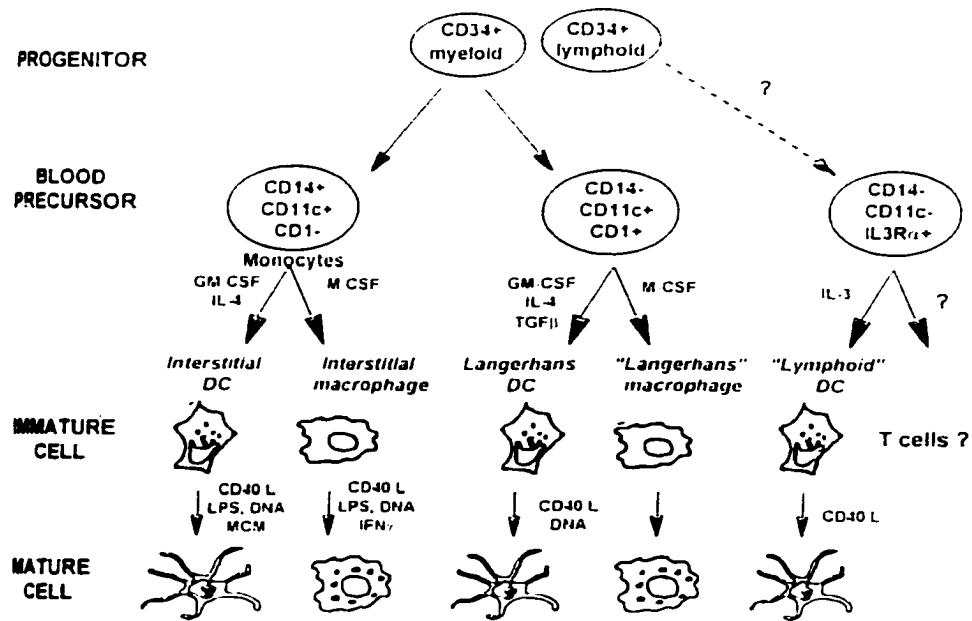 PROGENITOR
CD34+
myeloid
CD34+
lymphoid
?
BLOOD
PRECURSOR
CD14+
CD11c+
CD1-
Monocytes
CD14-
CD11c+
CD1+
CD14-
CD11c-
IL3Rα+
GM CSF
IL-4
M CSF
GM-CSF
IL-4
TGFβ
M-CSF
IL-3
?
Interstitial
DC
Interstitial
macrophage
Langerhans
DC
"Langerhans"
macrophage
"Lymphoid"
DC
IMMATURE
CELL
T cells ?
CD40 L
LPS, DNA
MCM
CD40 L
LPS, DNA
IFNγ
CD40 L
DNA
CD40 L
MATURE
CELL